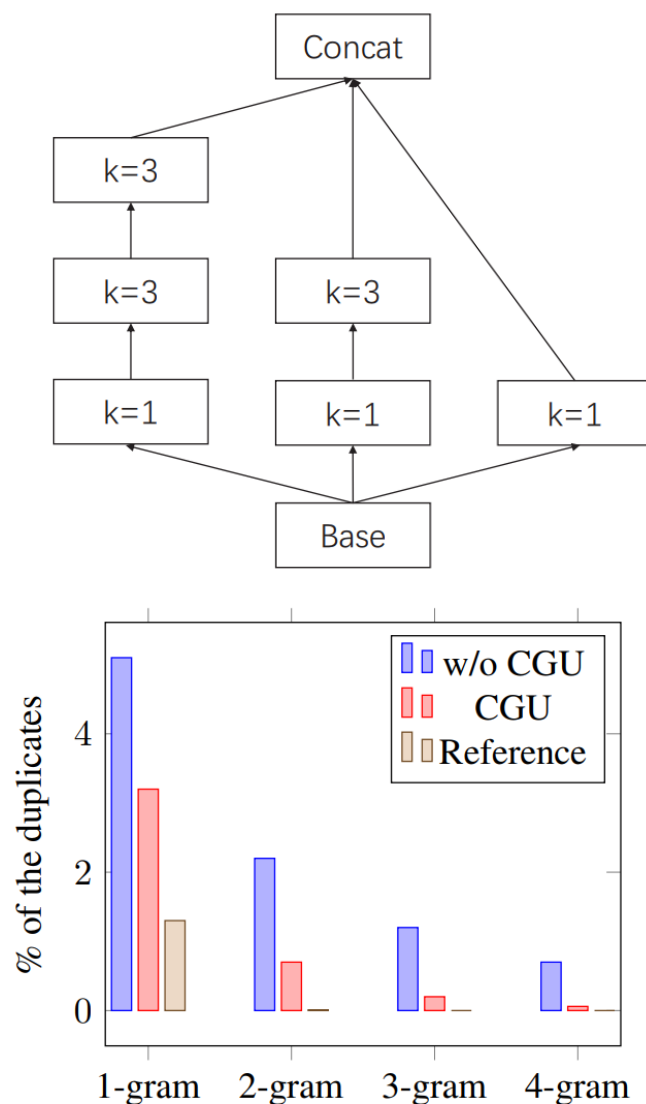 Concat
k=3
k=3
k=3
k=1
k=1
k=1
Base
w/o CGU
CGU
Reference
% of the duplicates
4
2
0
1-gram
2-gram
3-gram
4-gram